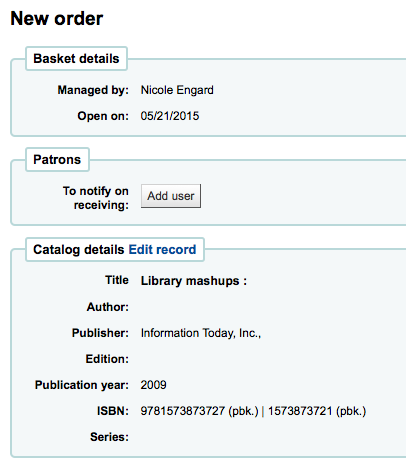 New order
Basket details
Managed by: Nicole Engard
Open on: 05/21/2015
Patrons
To notify on
receiving: Add user
Catalog details Edit record
Title Library mashups :
Author:
Publisher: Information Today, Inc.,
Edition:
Publication year: 2009
ISBN: 9781573873727 (pbk.) | 1573873721 (pbk.)
Series: